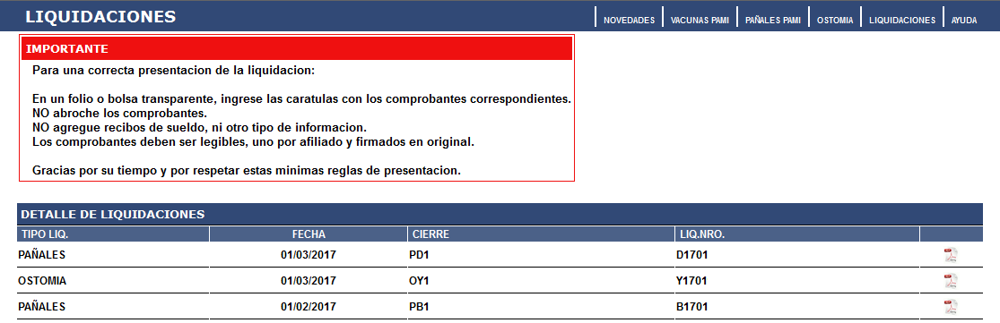 LIQUIDACIONES
NOVEDADES VACUNAS PAMI PAÑALES PAMI OSTOMIA LIQUIDACIONES AYUDA
IMPORTANTE
Para una correcta presentacion de la liquidacion:
En un folio o bolsa transparente, ingrese las caratulas con los comprobantes correspondientes.
NO abroche los comprobantes.
NO agregue recibos de sueldo, ni otro tipo de informacion.
Los comprobantes deben ser legibles, uno por afiliado y firmados en original.
Gracias por su tiempo y por respetar estas minimas reglas de presentacion.
DETALLE DE LIQUIDACIONES
TIPO LIQ. FECHA CIERRE LIQ.NRO.
PAÑALES 01/03/2017 PD1 D1701
OSTOMIA 01/03/2017 OY1 Y1701
PAÑALES 01/02/2017 PB1 B1701